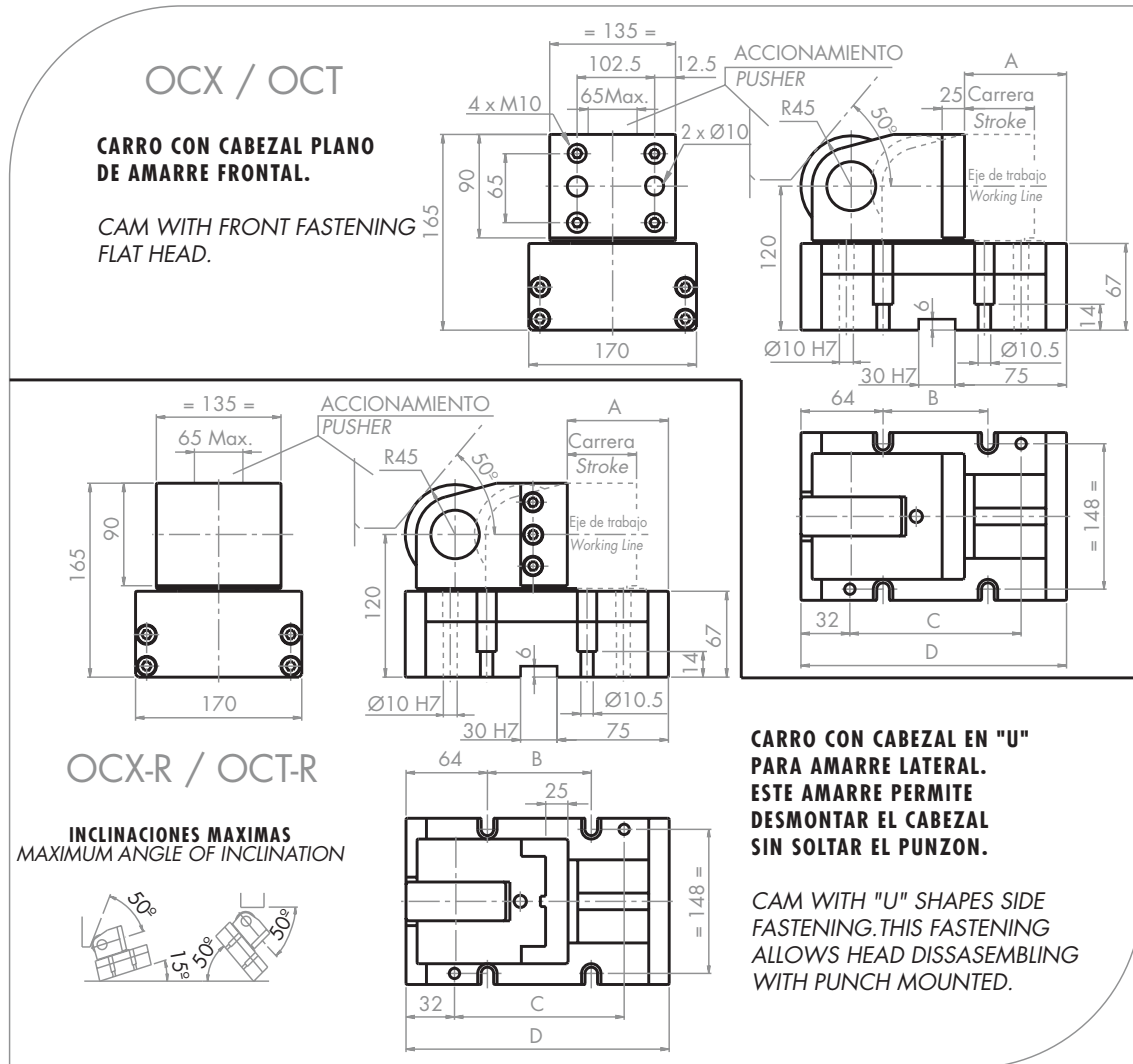 OCX / OCT
CARRO CON CABEZAL PLANO
DE AMARRE FRONTAL.
CAM WITH FRONT FASTENING
FLAT HEAD.
= 135 =
102.5
12.5
65Max.
4 x M10
2 x Ø10
90
65
165
170
ACCIONAMIENTO
PUSHER
A
25
Carrera
Stroke
R45
50º
Eje de trabajo
Working Line
120
67
6
14
Ø10 H7
Ø10.5
30 H7
75
64
B
= 148 =
32
C
D
= 135 =
65 Max.
90
165
170
ACCIONAMIENTO
PUSHER
A
Carrera
Stroke
R45
50º
Eje de trabajo
Working Line
120
67
6
14
Ø10 H7
Ø10.5
30 H7
75
64
B
25
= 148 =
32
C
D
OCX-R / OCT-R
INCLINACIONES MAXIMAS
MAXIMUM ANGLE OF INCLINATION
50º
15º
50º
50º
CARRO CON CABEZAL EN "U"
PARA AMARRE LATERAL.
ESTE AMARRE PERMITE
DESMONTAR EL CABEZAL
SIN SOLTAR EL PUNZON.
CAM WITH "U" SHAPES SIDE
FASTENING.THIS FASTENING
ALLOWS HEAD DISSASEMBLING
WITH PUNCH MOUNTED.